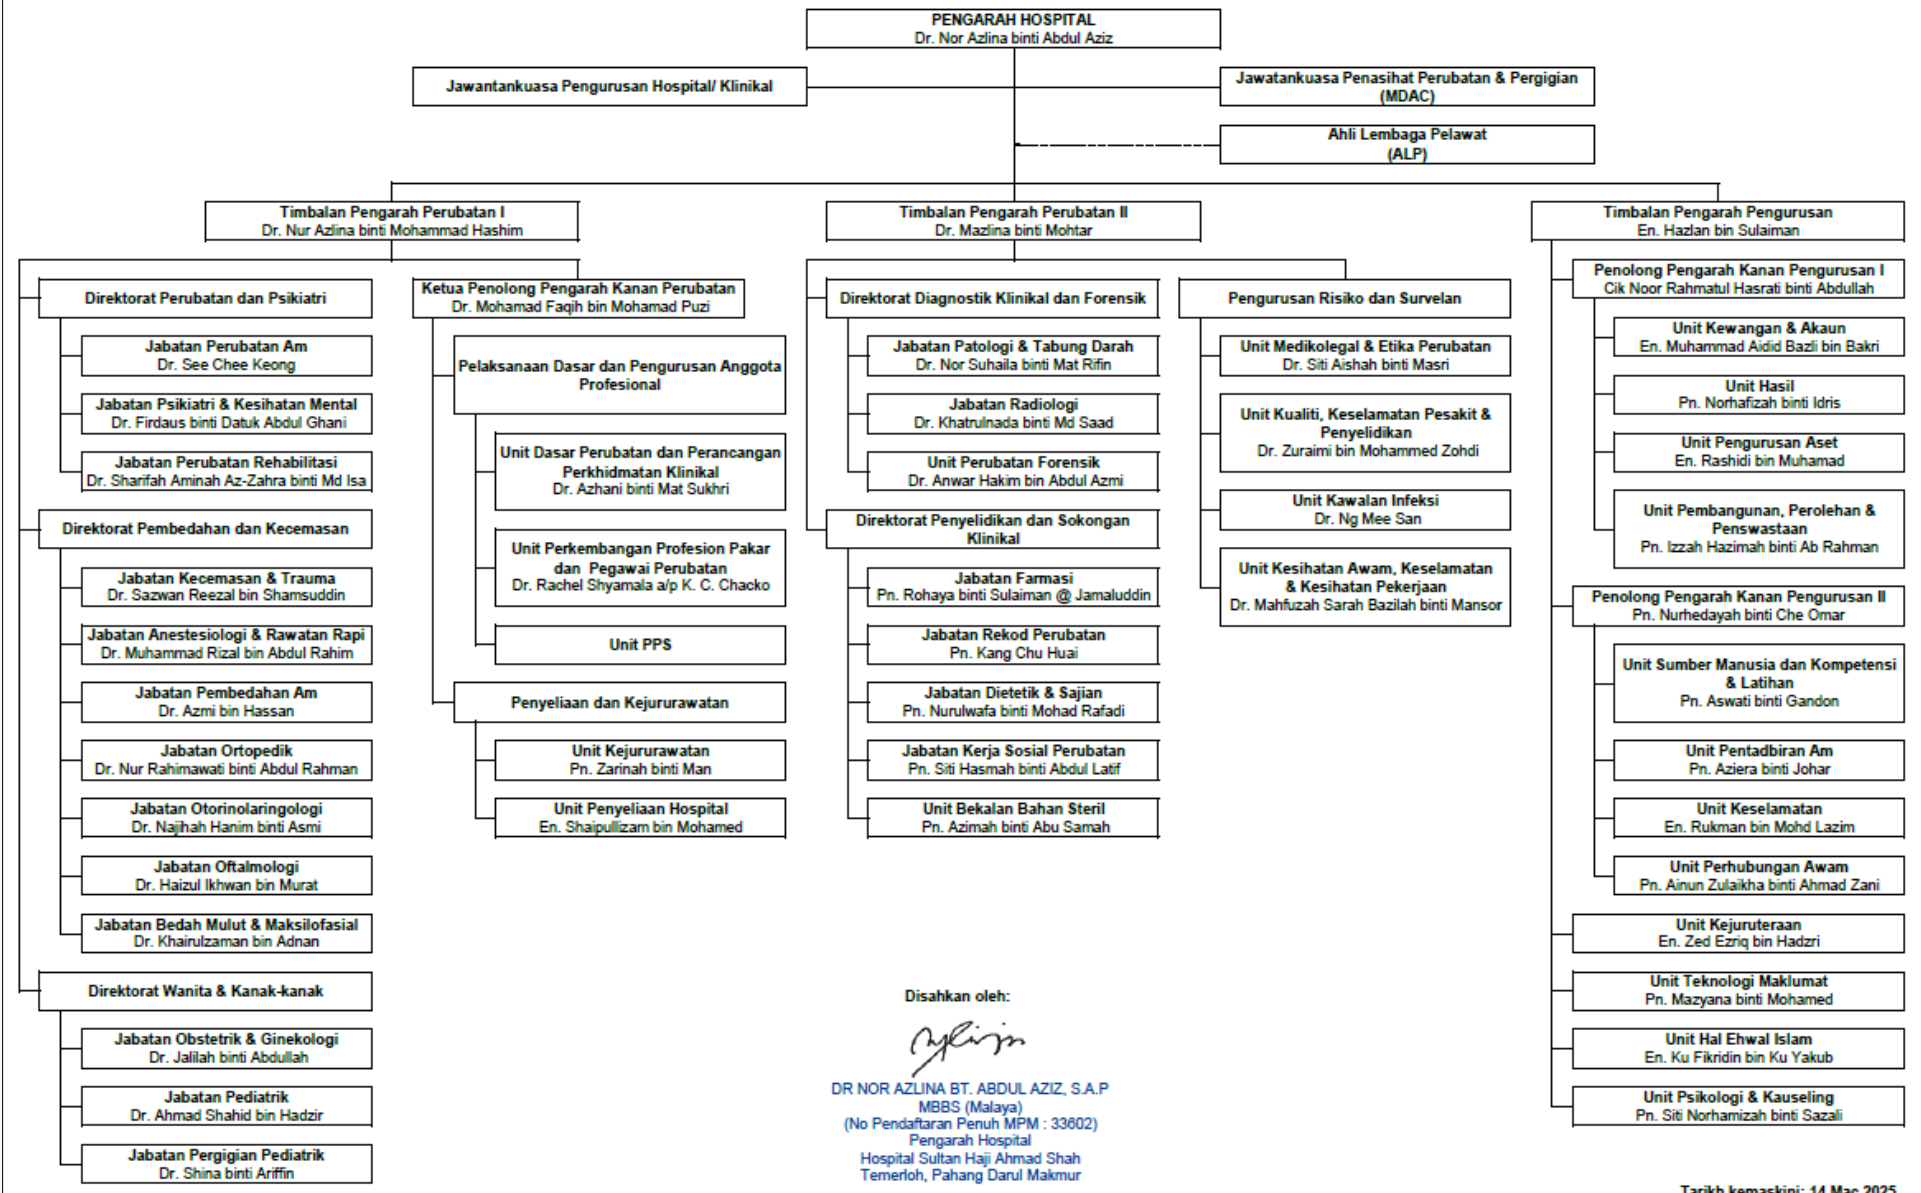 PENGARAH HOSPITAL
Dr. Nor Azlina binti Abdul Aziz
Jawantankuasa Pengurusan Hospital/ Klinikal
Jawatankuasa Penasihat Perubatan & Pergigian
(MDAC)
Ahli Lembaga Pelawat
(ALP)
Timbalan Pengarah Perubatan I
Dr. Nur Azlina binti Mohammad Hashim
Direktorat Perubatan dan Psikiatri
Jabatan Perubatan Am
Dr. See Chee Keong
Jabatan Psikiatri & Kesihatan Mental
Dr. Firdaus binti Datuk Abdul Ghani
Jabatan Perubatan Rehabilitasi
Dr. Sharifah Aminah Az-Zahra binti Md Isa
Direktorat Pembedahan dan Kecemasan
Jabatan Kecemasan & Trauma
Dr. Sazwan Reezal bin Shamsuddin
Jabatan Anestesiologi & Rawatan Rapi
Dr. Muhammad Rizal bin Abdul Rahim
Jabatan Pembedahan Am
Dr. Azmi bin Hassan
Jabatan Ortopedik
Dr. Nur Rahimawati binti Abdul Rahman
Jabatan Otorinolaringologi
Dr. Najihah Hanim binti Asmi
Jabatan Oftalmologi
Dr. Haizul Ikhwan bin Murat
Jabatan Bedah Mulut & Maksilofasial
Dr. Khairulzaman bin Adnan
Direktorat Wanita & Kanak-kanak
Jabatan Obstetrik & Ginekologi
Dr. Jalilah binti Abdullah
Jabatan Pediatrik
Dr. Ahmad Shahid bin Hadzir
Jabatan Pergigian Pediatrik
Dr. Shina binti Ariffin
Ketua Penolong Pengarah Kanan Perubatan
Dr. Mohamad Faqih bin Mohamad Puzi
Pelaksanaan Dasar dan Pengurusan Anggota
Profesional
Unit Dasar Perubatan dan Perancangan
Perkhidmatan Klinikal
Dr. Azhani binti Mat Sukhri
Unit Perkembangan Profesion Pakar
dan Pegawai Perubatan
Dr. Rachel Shyamala a/p K. C. Chacko
Unit PPS
Penyeliaan dan Kejururawatan
Unit Kejururawatan
Pn. Zarinah binti Man
Unit Penyeliaan Hospital
En. Shaipullizam bin Mohamed
Timbalan Pengarah Perubatan II
Dr. Mazlina binti Mohtar
Direktorat Diagnostik Klinikal dan Forensik
Jabatan Patologi & Tabung Darah
Dr. Nor Suhaila binti Mat Rifin
Jabatan Radiologi
Dr. Khatrulnada binti Md Saad
Unit Perubatan Forensik
Dr. Anwar Hakim bin Abdul Azmi
Direktorat Penyelidikan dan Sokongan
Klinikal
Jabatan Farmasi
Pn. Rohaya binti Sulaiman @ Jamaluddin
Jabatan Rekod Perubatan
Pn. Kang Chu Huai
Jabatan Dietetik & Sajian
Pn. Nurulwafa binti Mohad Rafadi
Jabatan Kerja Sosial Perubatan
Pn. Siti Hasmah binti Abdul Latif
Unit Bekalan Bahan Steril
Pn. Azimah binti Abu Samah
Pengurusan Risiko dan Survelan
Unit Medikolegal & Etika Perubatan
Dr. Siti Aishah binti Masri
Unit Kualiti, Keselamatan Pesakit &
Penyelidikan
Dr. Zuraimi bin Mohammed Zohdi
Unit Kawalan Infeksi
Dr. Ng Mee San
Unit Kesihatan Awam, Keselamatan
& Kesihatan Pekerjaan
Dr. Mahfuzah Sarah Bazilah binti Mansor
Timbalan Pengarah Pengurusan
En. Hazlan bin Sulaiman
Penolong Pengarah Kanan Pengurusan I
Cik Noor Rahmatul Hasrati binti Abdullah
Unit Kewangan & Akaun
En. Muhammad Aidid Bazli bin Bakri
Unit Hasil
Pn. Norhafizah binti Idris
Unit Pengurusan Aset
En. Rashidi bin Muhamad
Unit Pembangunan, Perolehan &
Penswastaan
Pn. Izzah Hazimah binti Ab Rahman
Penolong Pengarah Kanan Pengurusan II
Pn. Nurhedayah binti Che Omar
Unit Sumber Manusia dan Kompetensi
& Latihan
Pn. Aswati binti Gandon
Unit Pentadbiran Am
Pn. Aziera binti Johar
Unit Keselamatan
En. Rukman bin Mohd Lazim
Unit Perhubungan Awam
Pn. Ainun Zulaikha binti Ahmad Zani
Unit Kejuruteraan
En. Zed Ezriq bin Hadzri
Unit Teknologi Maklumat
Pn. Mazyana binti Mohamed
Unit Hal Ehwal Islam
En. Ku Fikridin bin Ku Yakub
Unit Psikologi & Kauseling
Pn. Siti Norhamizah binti Sazali
Disahkan oleh:
DR NOR AZLINA BT. ABDUL AZIZ, S.A.P
MBBS (Malaya)
(No Pendaftaran Penuh MPM : 33602)
Pengarah Hospital
Hospital Sultan Haji Ahmad Shah
Temerloh, Pahang Darul Makmur
Tarikh kemaskini: 14 Mac 2025